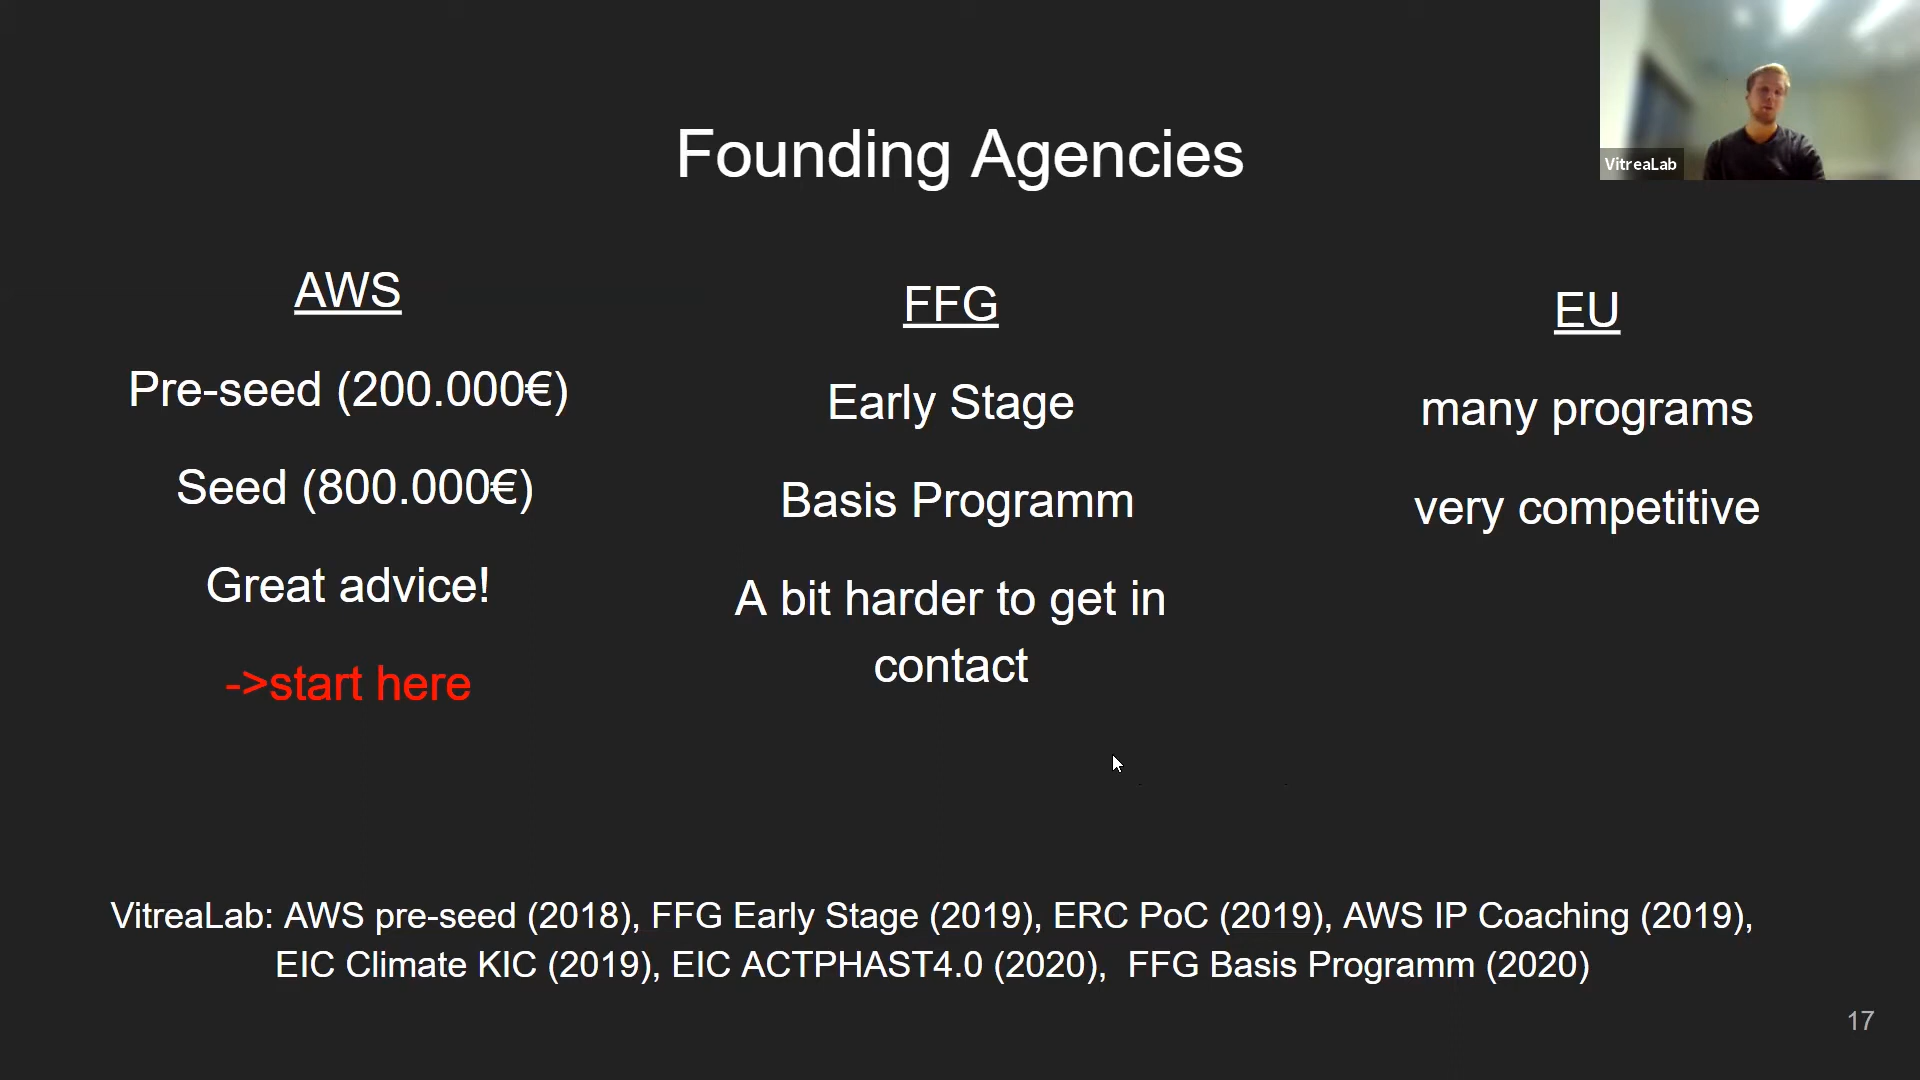 VitreaLab
Founding Agencies
AWS
Pre-seed (200.000€)
Seed (800.000€)
Great advice!
->start here
FFG
Early Stage
Basis Programm
A bit harder to get in
contact
EU
many programs
very competitive
VitreaLab: AWS pre-seed (2018), FFG Early Stage (2019), ERC PoC (2019), AWS IP Coaching (2019),
EIC Climate KIC (2019), EIC ACTPHAST4.0 (2020), FFG Basis Programm (2020)
17